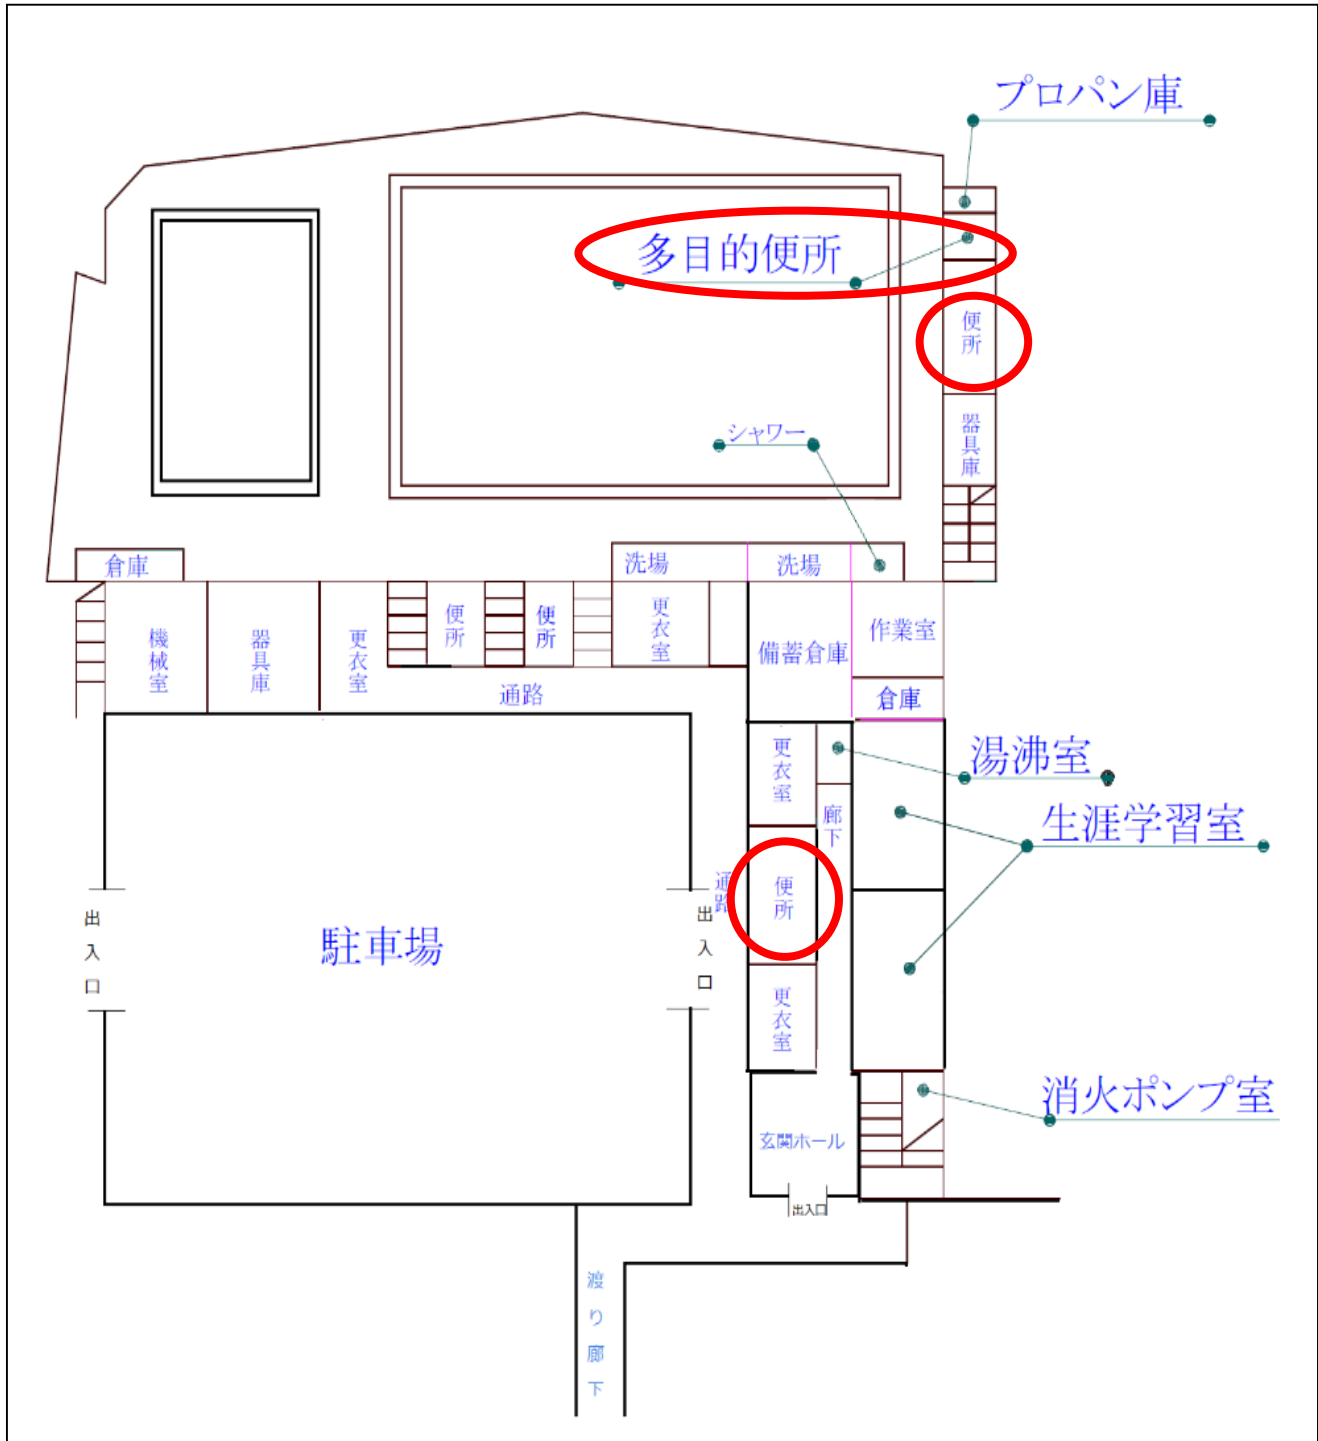 プロパン庫
多目的便所
便所
器具庫
シャワー
倉庫
洗場
洗場
機械室
器具庫
更衣室
便所
便所
更衣室
備蓄倉庫
作業室
倉庫
通路
更衣室
湯沸室
廊下
生涯学習室
通路
便所
出入口
駐車場
出入口
更衣室
消火ポンプ室
玄関ホール
出入口
渡り廊下